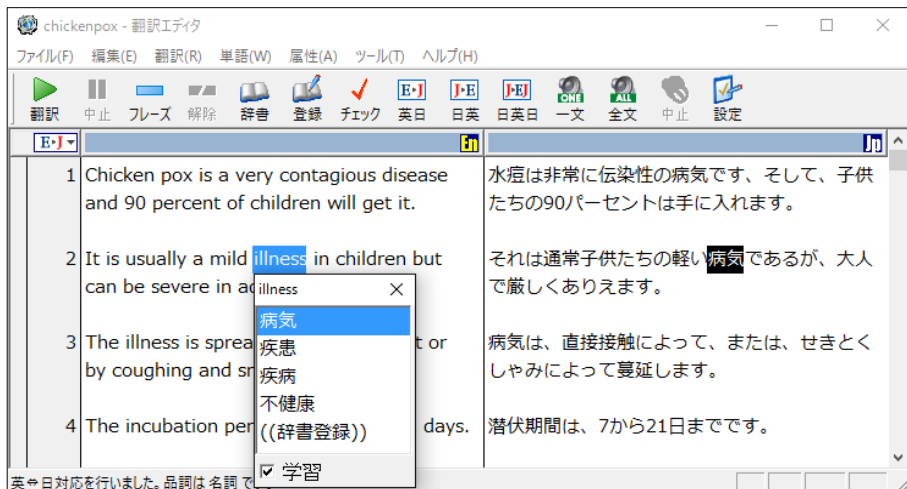 chickenpox - 翻訳エディタ
ファイル(F) 編集(E) 翻訳(R) 単語(W) 属性(A) ツール(T) ヘルプ(H)
E▸J J▸E J▸EJ ONE ALL
翻訳 中止 フレーズ 解除 辞書 登録 チェック 英日 日英 日英日 一文 全文 中止 設定
E▸J En Jp
1 Chicken pox is a very contagious disease
and 90 percent of children will get it.
水痘は非常に伝染性の病気です、そして、子供
たちの90パーセントは手に入れます。
2 It is usually a mild illness in children but
can be severe in
それは通常子供たちの軽い病気であるが、大人
で厳しくありえます。
3 The illness is or
by coughing and
病気は、直接接触によって、または、せきとく
しゃみによって蔓延します。
4 The incubation days.
潜伏期間は、7から21日までです。
illness
病気
疾患
疾病
不健康
((辞書登録))
学習
英⇔日対応を行いました。品詞は 名詞 で